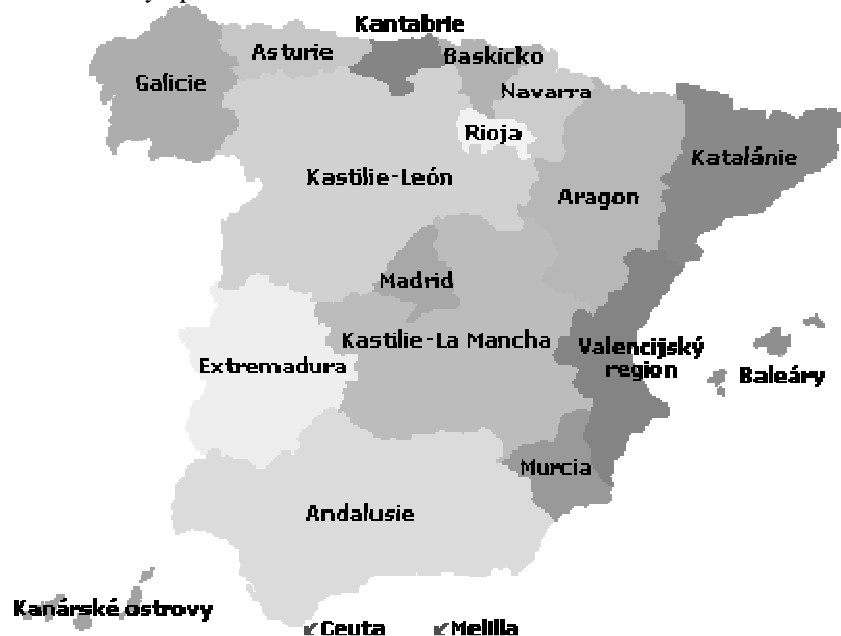 Kantabrie
Asturie
Baskicko
Galicie
Navarra
Rioja
Katalánie
Kastilie-León
Aragon
Madrid
Kastilie-La Mancha
Valencijský
region
Extremadura
Baleáry
Murcia
Andalusie
Kanárské ostrovy
Ceuta
Melilla